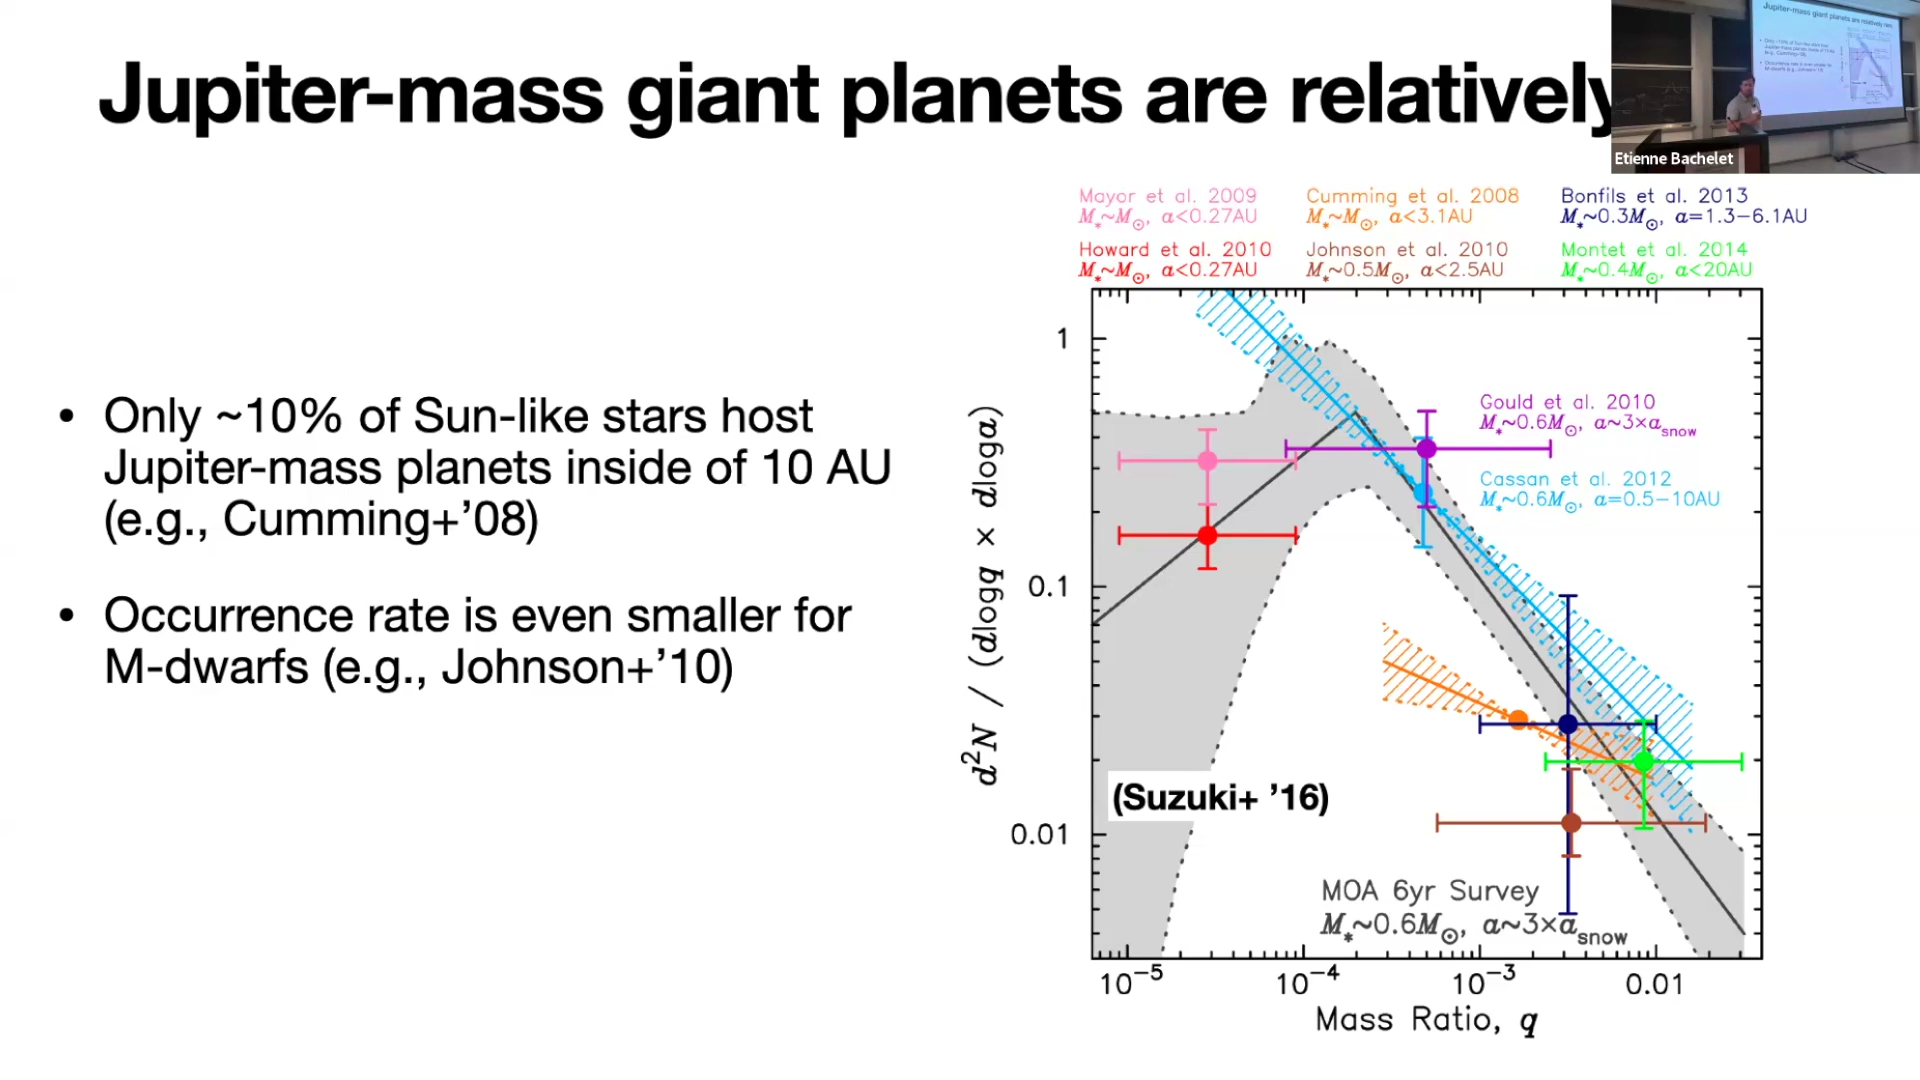 Jupiter-mass giant planets are relatively
Etienne Bachelet
• Only ~10% of Sun-like stars host
Jupiter-mass planets inside of 10 AU
(e.g., Cumming+’08)
• Occurrence rate is even smaller for
M-dwarfs (e.g., Johnson+’10)
Mayor et al. 2009
M*~M⊙, a<0.27AU
Cumming et al. 2008
M*~M⊙, a<3.1AU
Bonfils et al. 2013
M*~0.3M⊙, a=1.3−6.1AU
Howard et al. 2010
M*~M⊙, a<0.27AU
Johnson et al. 2010
M*~0.5M⊙, a<2.5AU
Montet et al. 2014
M*~0.4M⊙, a<20AU
Gould et al. 2010
M*~0.6M⊙, a~3×a_snow
Cassan et al. 2012
M*~0.6M⊙, a=0.5−10AU
(Suzuki+ ’16)
MOA 6yr Survey
M*~0.6M⊙, a~3×a_snow
d²N / (dlogq × dloga)
1
0.1
0.01
10⁻⁵ 10⁻⁴ 10⁻³ 0.01
Mass Ratio, q